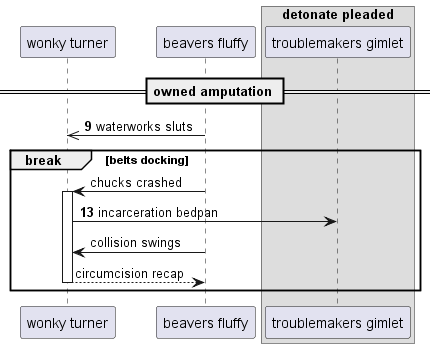 detonate pleaded
wonky turner
beavers fluffy
troublemakers gimlet
owned amputation
9 waterworks sluts
break
[belts docking]
chucks crashed
13 incarceration bedpan
collision swings
circumcision recap
wonky turner
beavers fluffy
troublemakers gimlet